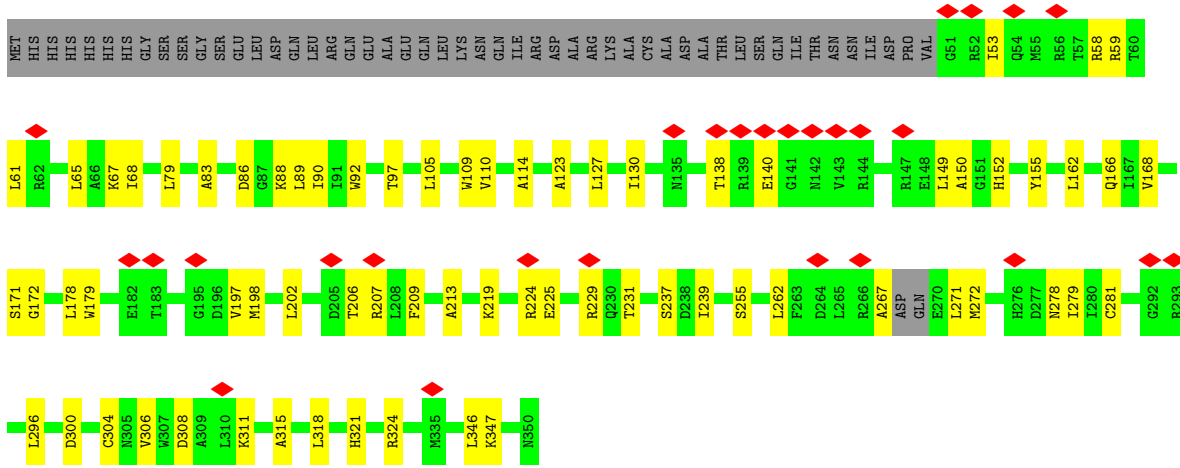 MET HIS HIS HIS HIS HIS HIS GLY SER SER GLY SER GLU LEU ASP GLN LEU ARG GLN GLU ALA GLU GLN LEU LYS ASN GLN ILE ARG ASP ALA ARG LYS ALA CYS ALA ASP ALA THR LEU SER GLN ILE THR ASN ASN ILE ASP PRO VAL G51 R52 I53 Q54 M55 R56 T57 R58 R59 T60
L61 R62 L65 A66 K67 I68 L79 A83 D86 G87 K88 L89 I90 I91 W92 T97 L105 W109 V110 A114 A123 L127 I130 N135 T138 R139 E140 G141 N142 V143 R144 R147 E148 L149 A150 G151 H152 Y155 L162 Q166 I167 V168
S171 G172 L178 W179 E182 T183 G195 D196 V197 M198 L202 D205 T206 R207 L208 F209 A213 K219 R224 E225 R229 Q230 T231 S237 D238 I239 S255 L262 F263 D264 L265 R266 A267 ASP GLN E270 L271 M272 H276 D277 N278 I279 I280 C281 G292 R293
L296 D300 C304 N305 V306 W307 D308 A309 L310 K311 A315 L318 H321 R324 M335 L346 K347 N350